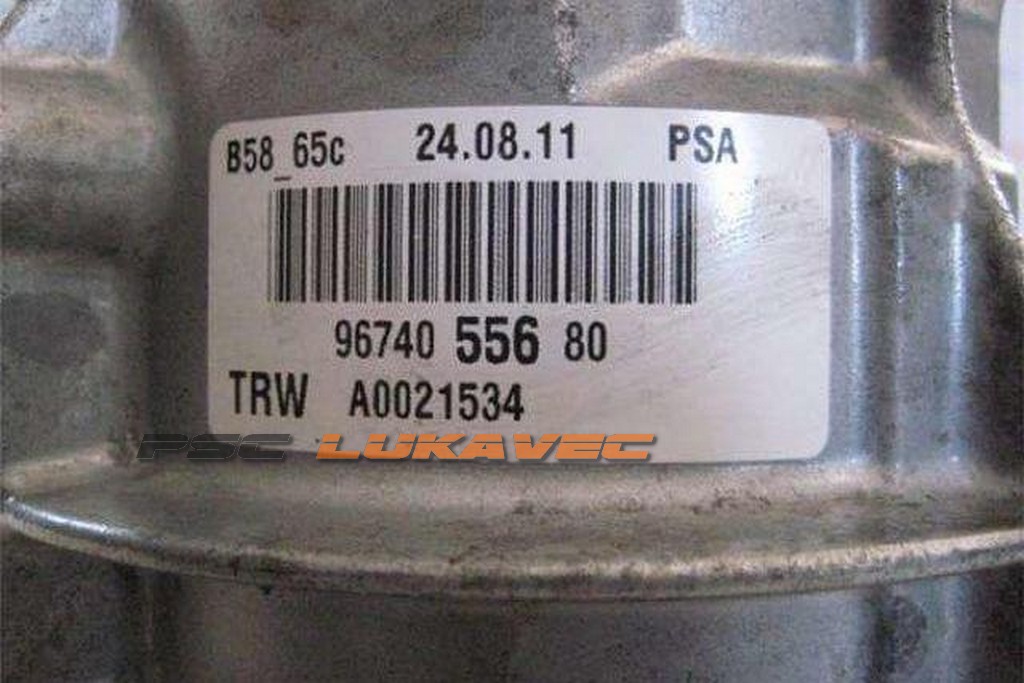 B58_65c 24.08.11 PSA
96740 556 80
TRW A0021534
PSC LUKAVEC